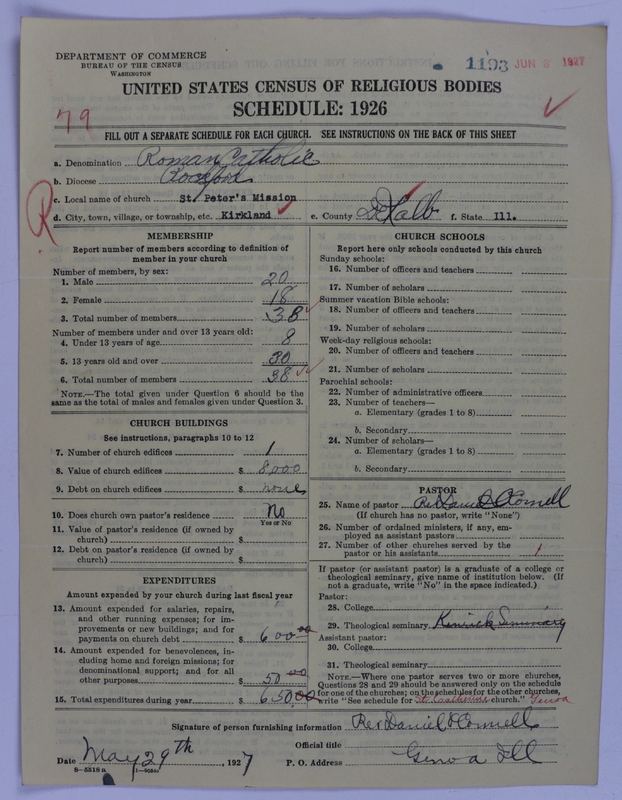 DEPARTMENT OF COMMERCE
BUREAU OF THE CENSUS
WASHINGTON
1193 JUN 3 1927
UNITED STATES CENSUS OF RELIGIOUS BODIES
SCHEDULE: 1926
79
FILL OUT A SEPARATE SCHEDULE FOR EACH CHURCH. SEE INSTRUCTIONS ON THE BACK OF THIS SHEET
a. Denomination Roman Catholic
b. Diocese Rockford
c. Local name of church St. Peter's Mission
R
d. City, town, village, or township, etc. Kirkland e. County DeKalb f. State Ill.
MEMBERSHIP
Report number of members according to definition of
member in your church
Number of members, by sex:
1. Male 20
2. Female 18
3. Total number of members 38
Number of members under and over 13 years old:
4. Under 13 years of age 8
5. 13 years old and over 30
6. Total number of members 38
NOTE.—The total given under Question 6 should be
same as the total of males and females given under Question 3.
CHURCH BUILDINGS
See instructions, paragraphs 10 to 12
7. Number of church edifices 1
8. Value of church edifices $ 8,000
9. Debt on church edifices $ none
10. Does church own pastor's residence No
Yes or No
11. Value of pastor's residence (if owned by
church) $
12. Debt on pastor's residence (if owned by
church) $
EXPENDITURES
Amount expended by your church during last fiscal year
13. Amount expended for salaries, repairs,
and other running expenses; for im-
provements or new buildings; and for
payments on church debt $ 600 00
14. Amount expended for benevolences, in-
cluding home and foreign missions; for
denominational support; and for all
other purposes $ 50 00
15. Total expenditures during year $ 650,00
CHURCH SCHOOLS
Report here only schools conducted by this church
Sunday schools:
16. Number of officers and teachers
17. Number of scholars
Summer vacation Bible schools:
18. Number of officers and teachers
19. Number of scholars
Week-day religious schools:
20. Number of officers and teachers
21. Number of scholars
Parochial schools:
22. Number of administrative officers
23. Number of teachers—
a. Elementary (grades 1 to 8)
b. Secondary
24. Number of scholars—
a. Elementary (grades 1 to 8)
b. Secondary
PASTOR
25. Name of pastor Rev Daniel O'Connell
(If church has no pastor, write "None")
26. Number of ordained ministers, if any, em-
ployed as assistant pastors
27. Number of other churches served by the
pastor or his assistants 1
If pastor (or assistant pastor) is a graduate of a college or
theological seminary, give name of institution below. (If
not a graduate, write "No" in the space indicated.)
Pastor:
28. College
29. Theological seminary Kenrick Seminary
Assistant pastor:
30. College
31. Theological seminary
NOTE.—Where one pastor serves two or more churches,
Questions 28 and 29 should be answered only on the schedule
for one of the churches; on the schedules for the other churches,
write "See schedule for St. Catherine church." Genoa
Signature of person furnishing information Rev Daniel O'Connell
Official title
Date May 29th, 1927 P. O. Address Genoa Ill
8—5518 a